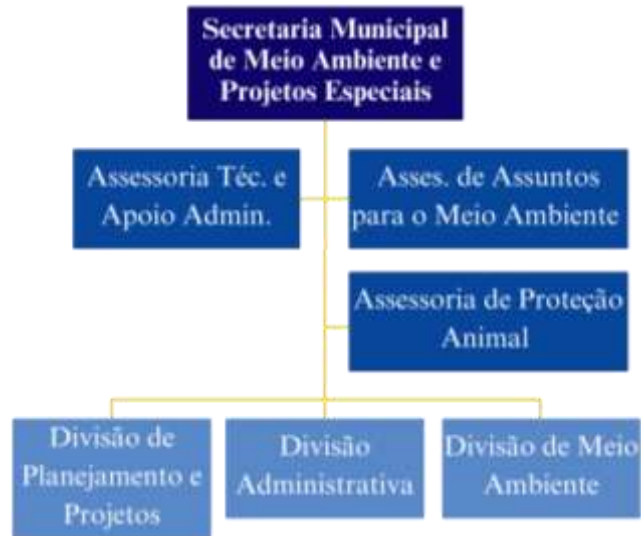 Secretaria Municipal
de Meio Ambiente e
Projetos Especiais
Assessoria Téc. e
Apoio Admin.
Asses. de Assuntos
para o Meio Ambiente
Assessoria de Proteção
Animal
Divisão de
Planejamento e
Projetos
Divisão
Administrativa
Divisão de Meio
Ambiente